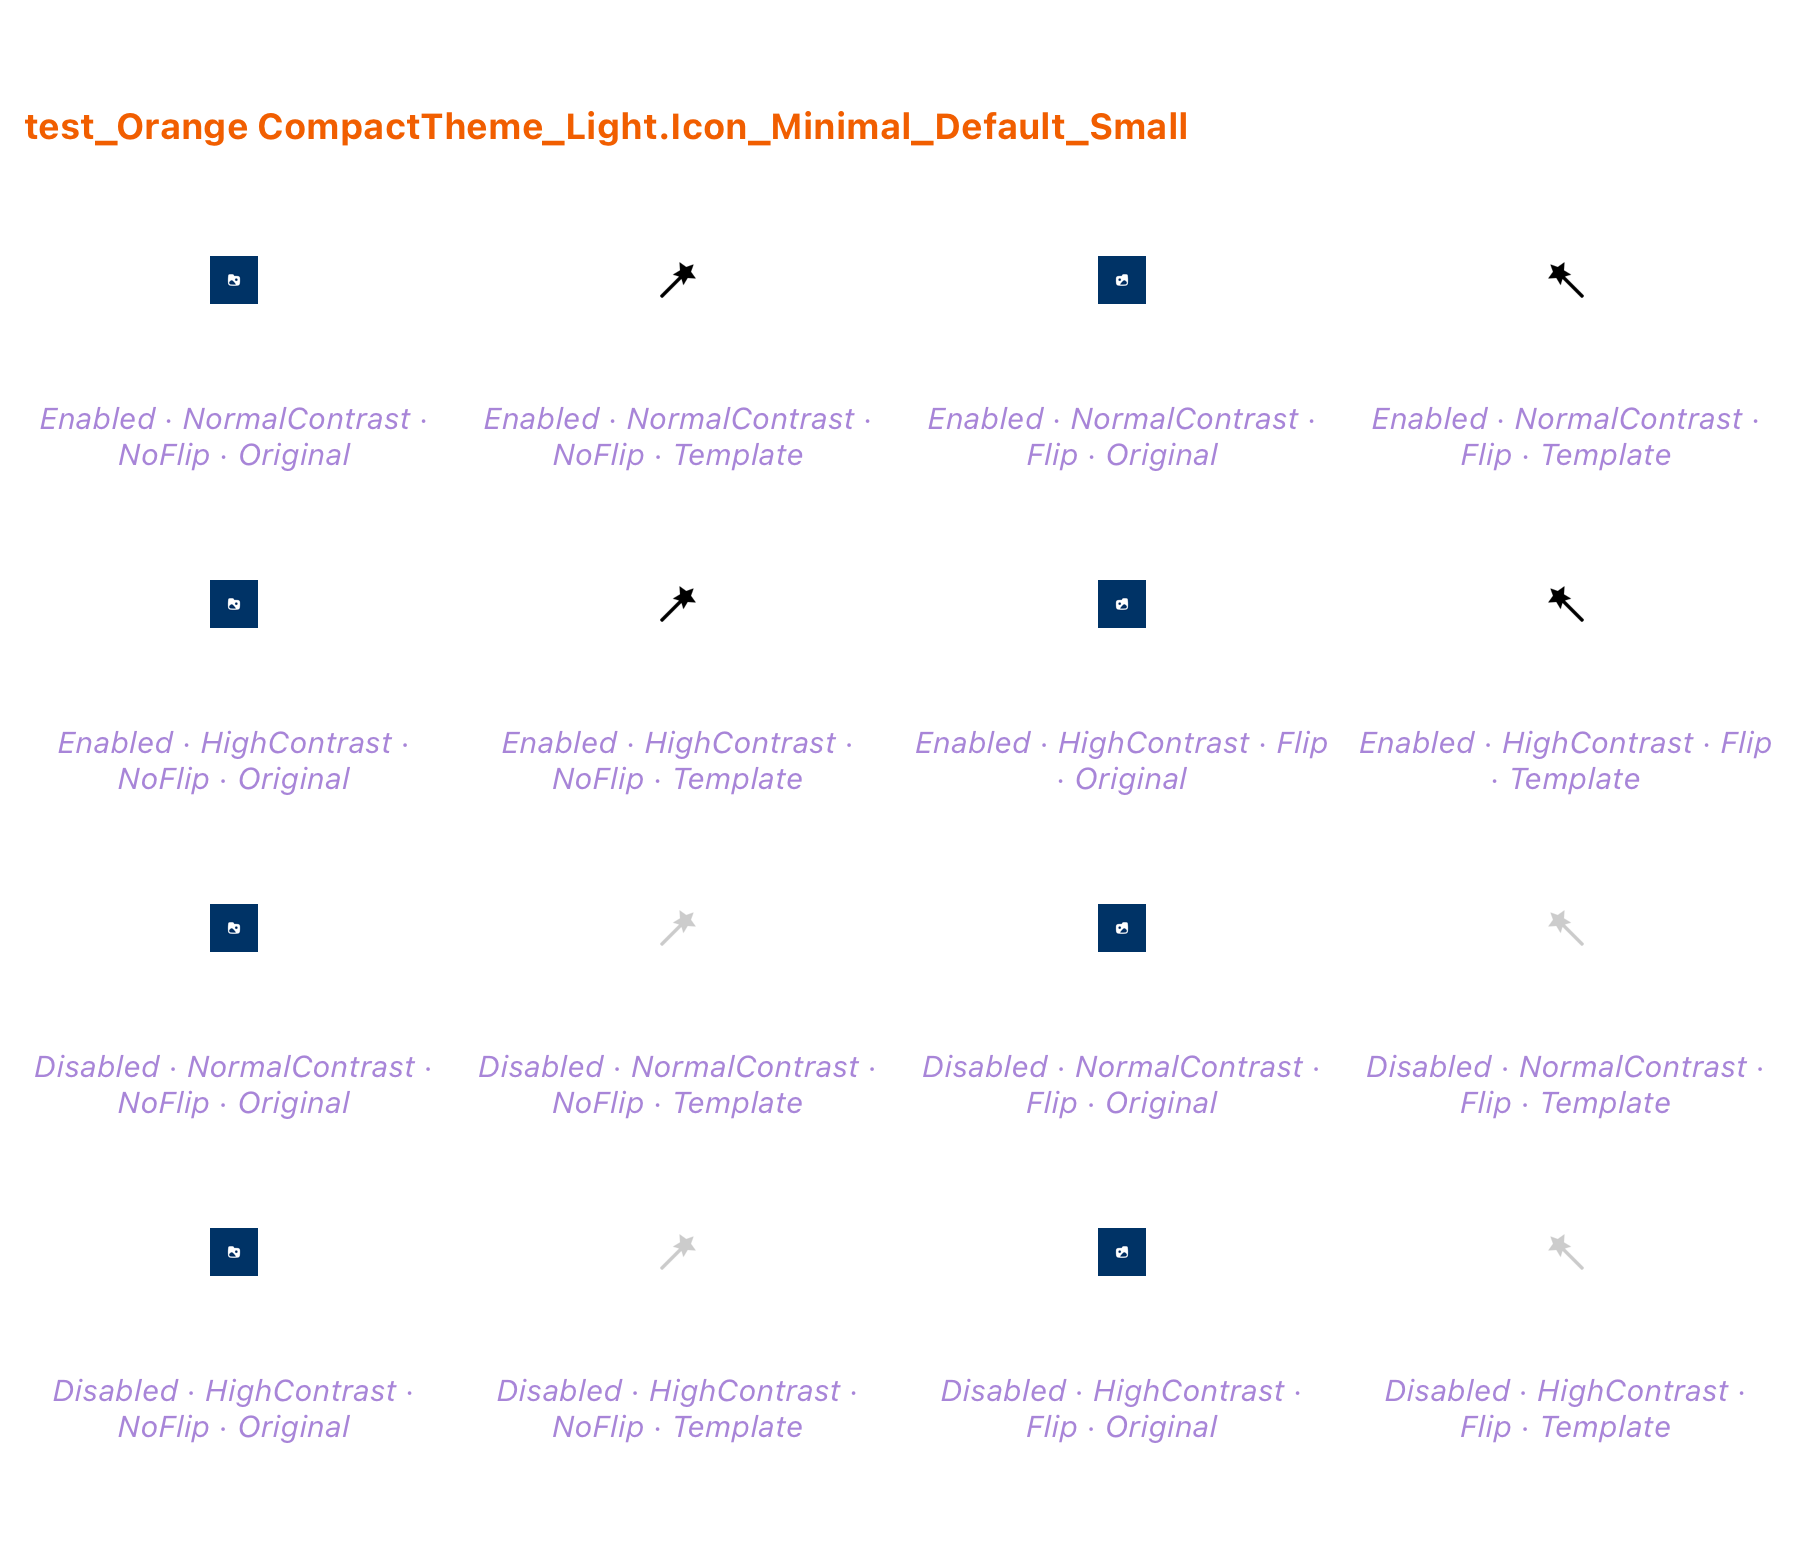 test_Orange CompactTheme_Light.Icon_Minimal_Default_Small
Enabled · NormalContrast ·
NoFlip · Original
Enabled · NormalContrast ·
NoFlip · Template
Enabled · NormalContrast ·
Flip · Original
Enabled · NormalContrast ·
Flip · Template
Enabled · HighContrast ·
NoFlip · Original
Enabled · HighContrast ·
NoFlip · Template
Enabled · HighContrast · Flip
· Original
Enabled · HighContrast · Flip
· Template
Disabled · NormalContrast ·
NoFlip · Original
Disabled · NormalContrast ·
NoFlip · Template
Disabled · NormalContrast ·
Flip · Original
Disabled · NormalContrast ·
Flip · Template
Disabled · HighContrast ·
NoFlip · Original
Disabled · HighContrast ·
NoFlip · Template
Disabled · HighContrast ·
Flip · Original
Disabled · HighContrast ·
Flip · Template